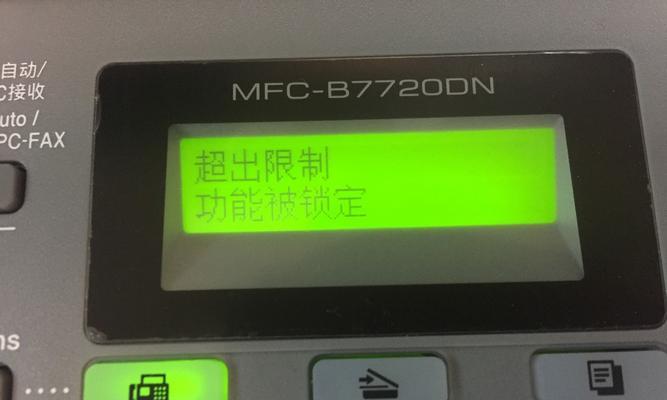 自动/
C接收
uto /
PC-FAX
MFC-B7720DN
超出限制
功能被锁定
ns